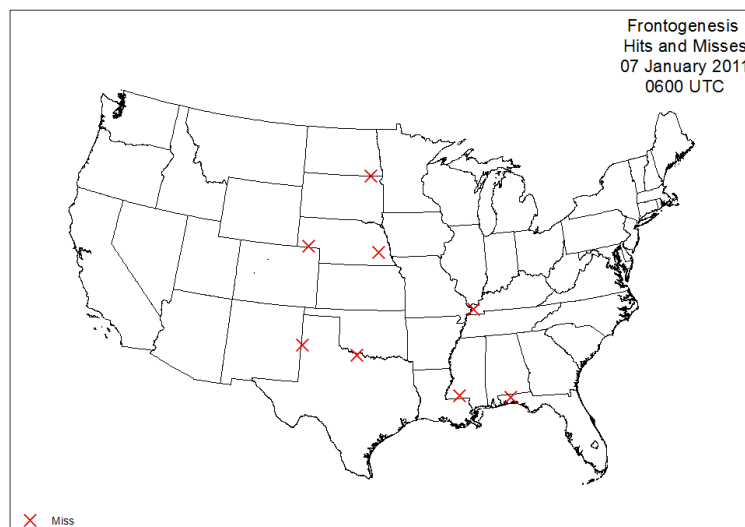 Frontogenesis
Hits and Misses
07 January 2011
0600 UTC
Miss